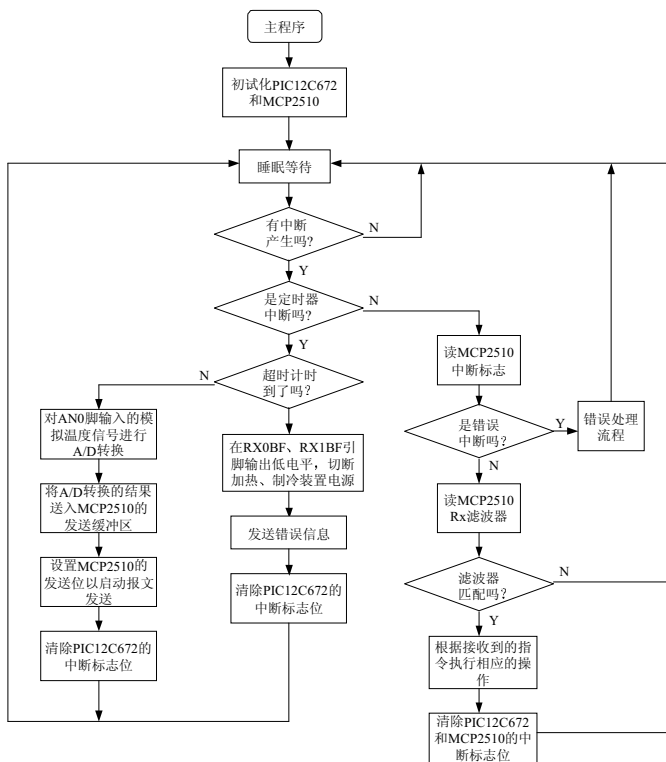 主程序
初试化PIC12C672
和MCP2510
睡眠等待
有中断
产生吗?
N
Y
是定时器
中断吗?
N
Y
超时计时
到了吗?
N
Y
对AN0脚输入的模
拟温度信号进行
A/D转换
将A/D转换的结果
送入MCP2510的
发送缓冲区
设置MCP2510的
发送位以启动报文
发送
清除PIC12C672的
中断标志位
在RX0BF、RX1BF引
脚输出低电平，切断
加热、制冷装置电源
发送错误信息
清除PIC12C672的
中断标志位
读MCP2510
中断标志
是错误
中断吗?
Y
错误处理
流程
N
读MCP2510
Rx滤波器
滤波器
匹配吗?
N
Y
根据接收到的指
令执行相应的操
作
清除PIC12C672
和MCP2510的中
断标志位